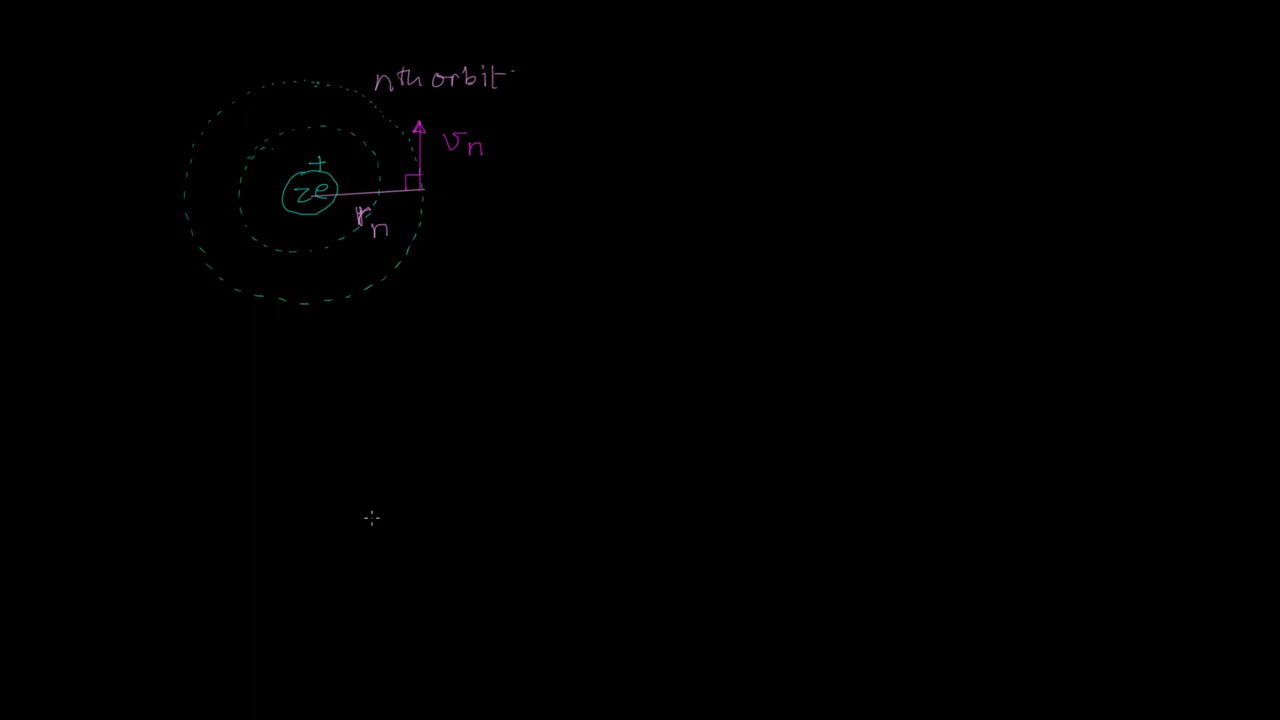 nth orbit
vn
+
ze
rn